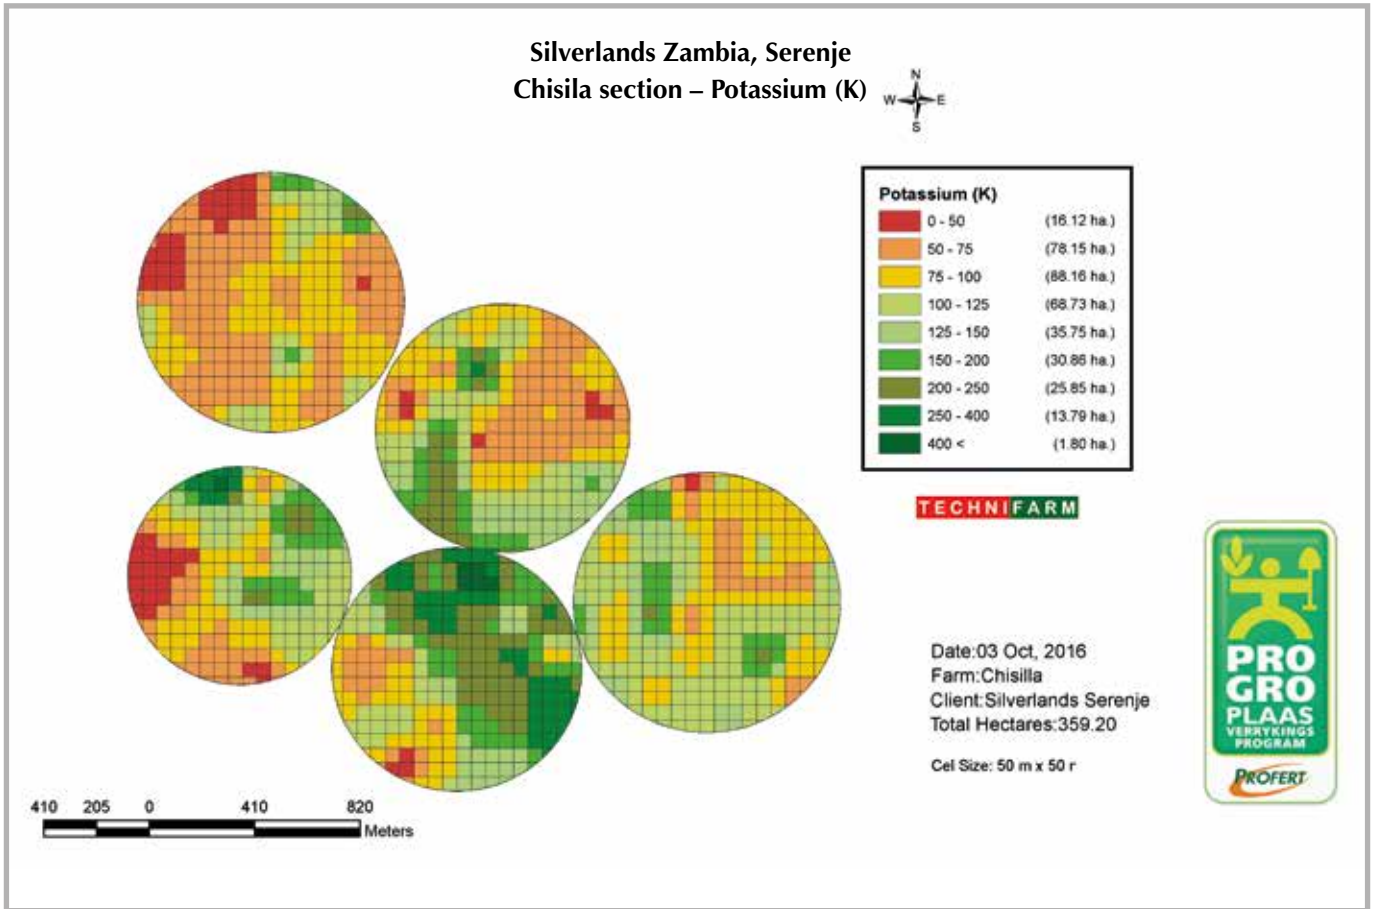 Silverlands Zambia, Serenje
Chisila section – Potassium (K)
N
W E
S
Potassium (K)
0 - 50 (16.12 ha.)
50 - 75 (78.15 ha.)
75 - 100 (88.16 ha.)
100 - 125 (68.73 ha.)
125 - 150 (35.75 ha.)
150 - 200 (30.86 ha.)
200 - 250 (25.85 ha.)
250 - 400 (13.79 ha.)
400 < (1.80 ha.)
TECHNIFARM
Date:03 Oct, 2016
Farm:Chisilla
Client:Silverlands Serenje
Total Hectares:359.20
Cel Size: 50 m x 50 r
PRO
GRO
PLAAS
VERRYKINGS
PROGRAM
PROFERT
410 205 0 410 820
Meters